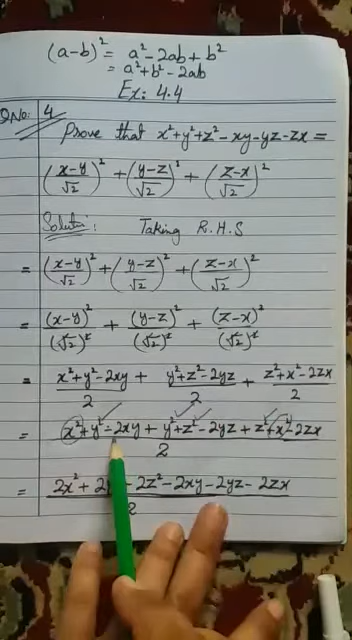 (a-b)² = a² - 2ab + b²
= a² + b² - 2ab
Ex: 4.4
Q No: 4
Prove that x²+y²+z²-xy-yz-zx =
((x-y)/√2)² + ((y-z)/√2)² + ((z-x)/√2)²
Solution: Taking R.H.S
= ((x-y)/√2)² + ((y-z)/√2)² + ((z-x)/√2)²
= (x-y)²/(√2)² + (y-z)²/(√2)² + (z-x)²/(√2)²
= (x²+y²-2xy)/2 + (y²+z²-2yz)/2 + (z²+x²-2zx)/2
= (x²+y²-2xy+y²+z²-2yz+z²+x²-2zx)/2
= 2x²+ 2z²-2xy-2yz-2zx / 2